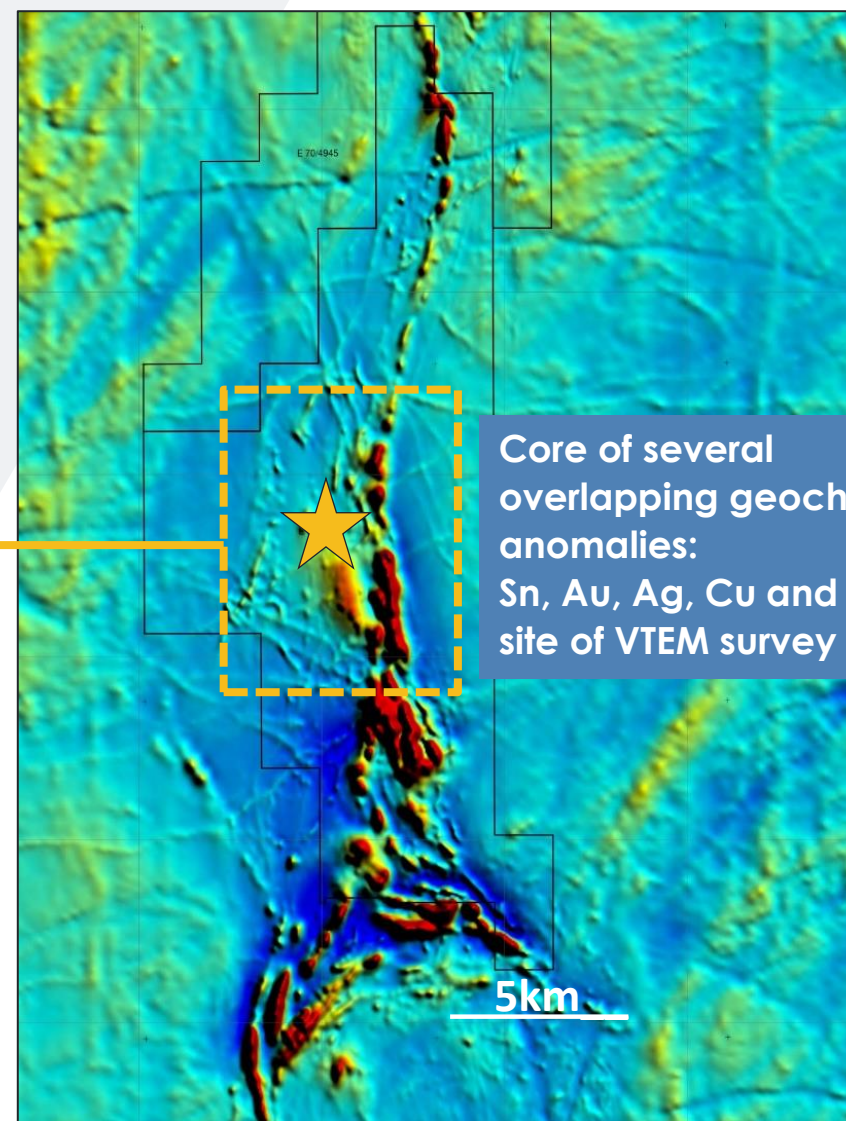 E 70/4945
Core of several
overlapping geoch
anomalies:
Sn, Au, Ag, Cu and
site of VTEM survey
5km